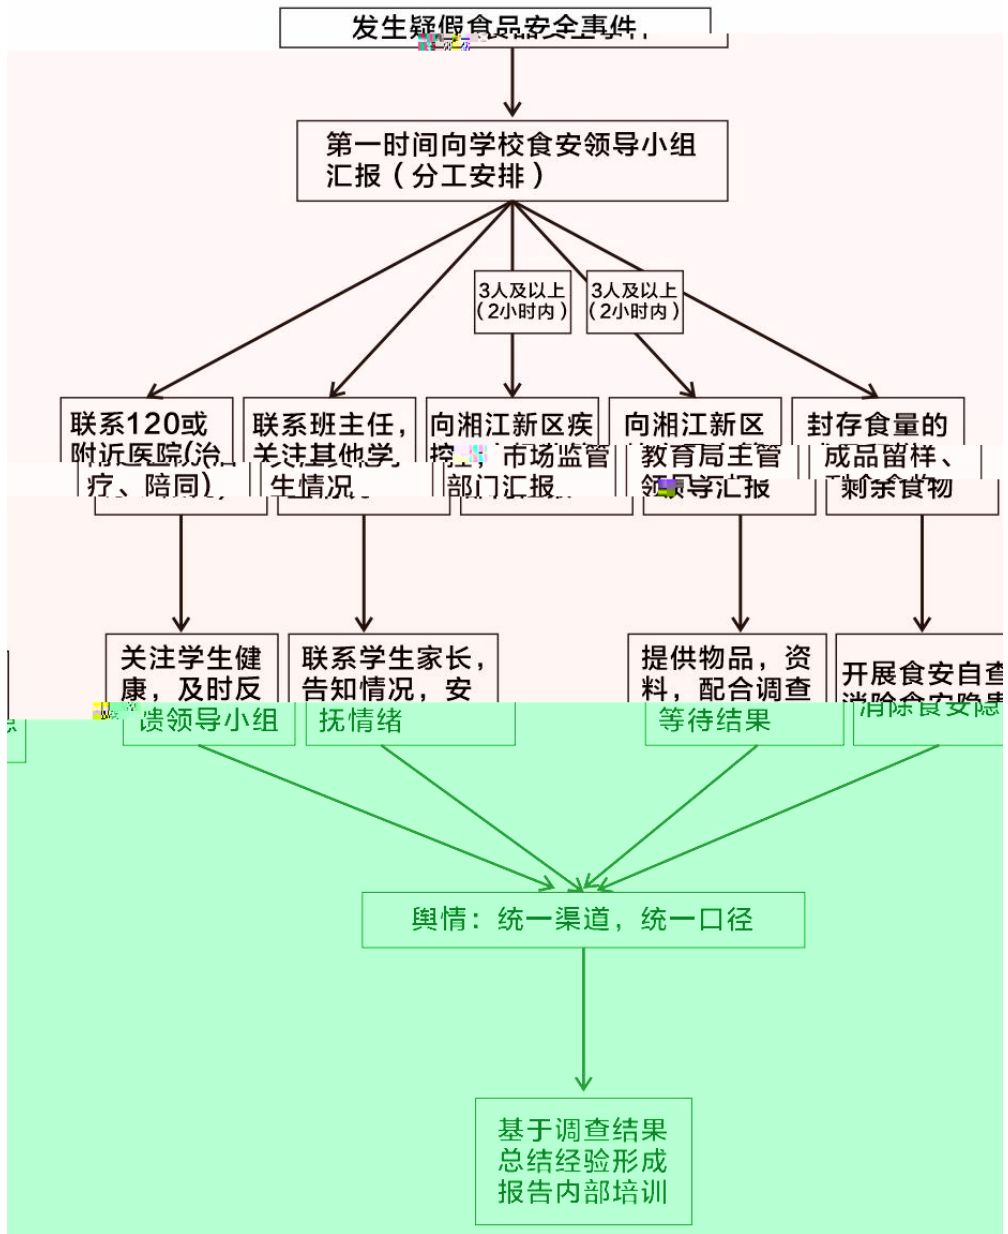 发生疑假食品安全事件
第一时间向学校食安领导小组
汇报（分工安排）
3人及以上
（2小时内）
3人及以上
（2小时内）
联系120或
附近医院(治
疗、陪同)
联系班主任，
关注其他学
生情况
向湘江新区疾
控，市场监管
部门汇报
向湘江新区
教育局主管
领导汇报
封存食量的
成品留样、
剩余食物
关注学生健
康，及时反
馈领导小组
联系学生家长，
告知情况，安
抚情绪
提供物品，资
料，配合调查
等待结果
开展食安自查
消除食安隐患
舆情：统一渠道，统一口径
基于调查结果
总结经验形成
报告内部培训